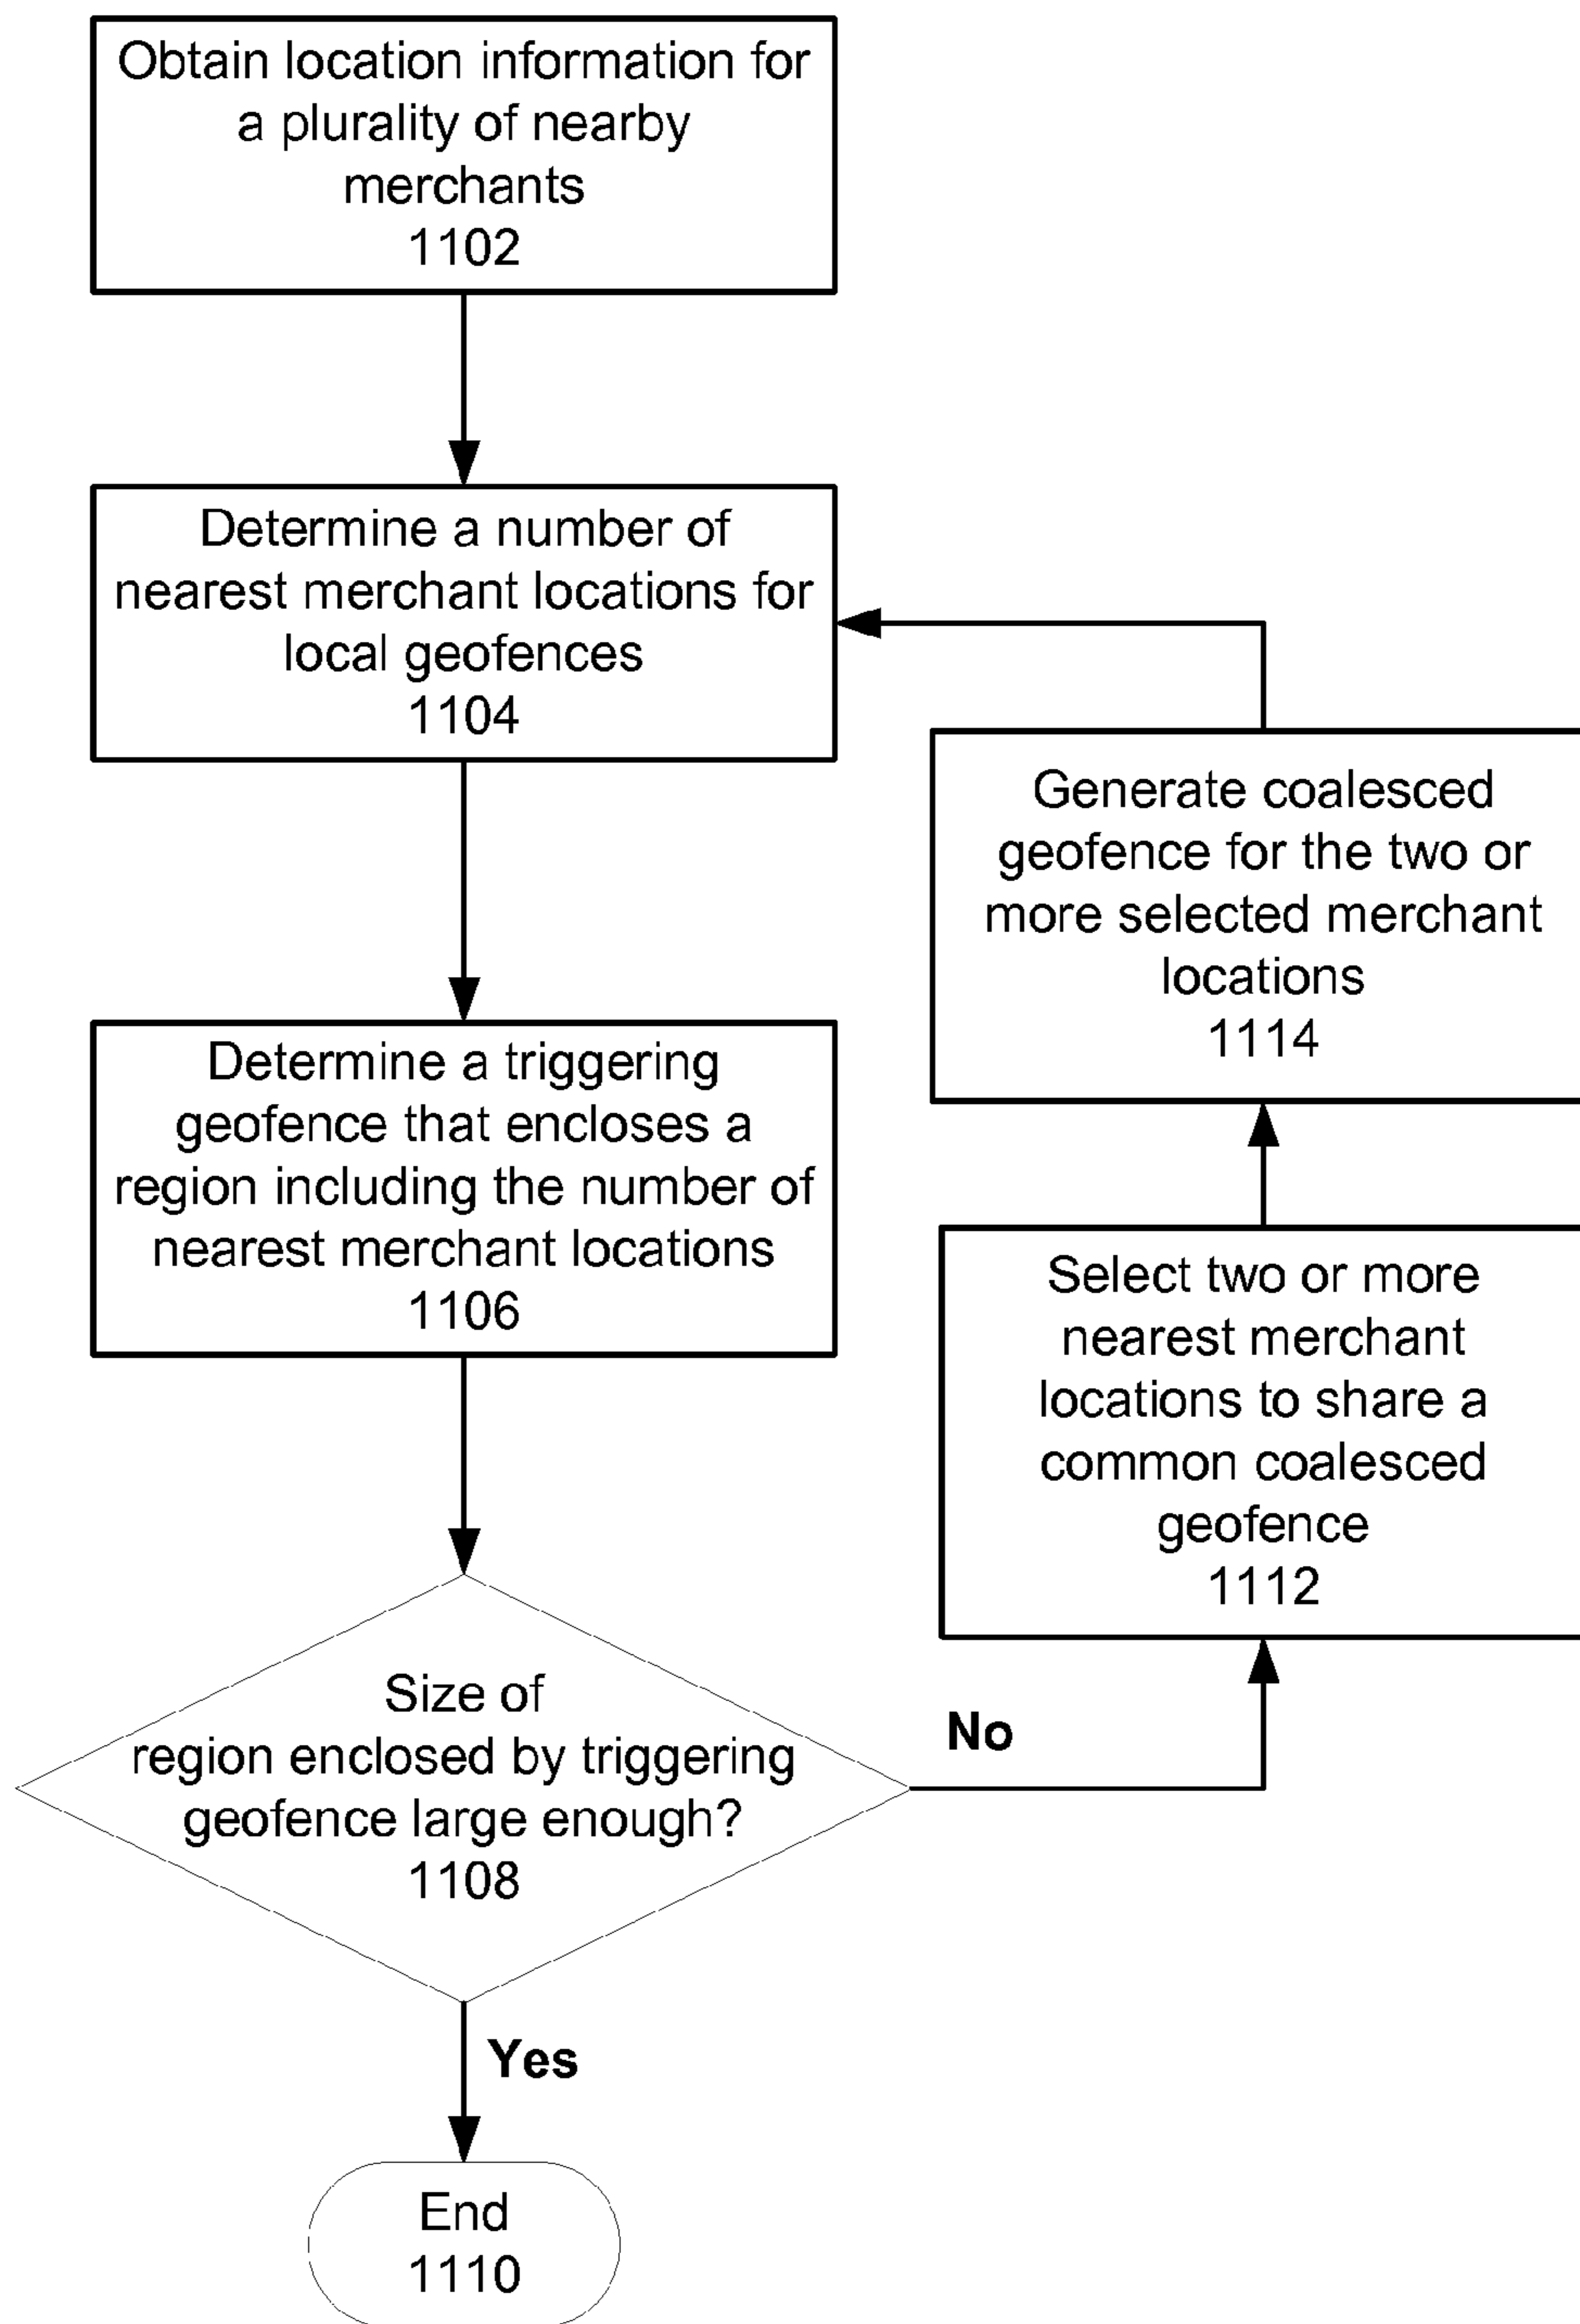 Obtain location information for
a plurality of nearby
merchants
1102
Determine a number of
nearest merchant locations for
local geofences
1104
Determine a triggering
geofence that encloses a
region including the number of
nearest merchant locations
1106
Size of
region enclosed by triggering
geofence large enough?
1108
No
Yes
End
1110
Select two or more
nearest merchant
locations to share a
common coalesced
geofence
1112
Generate coalesced
geofence for the two or
more selected merchant
locations
1114